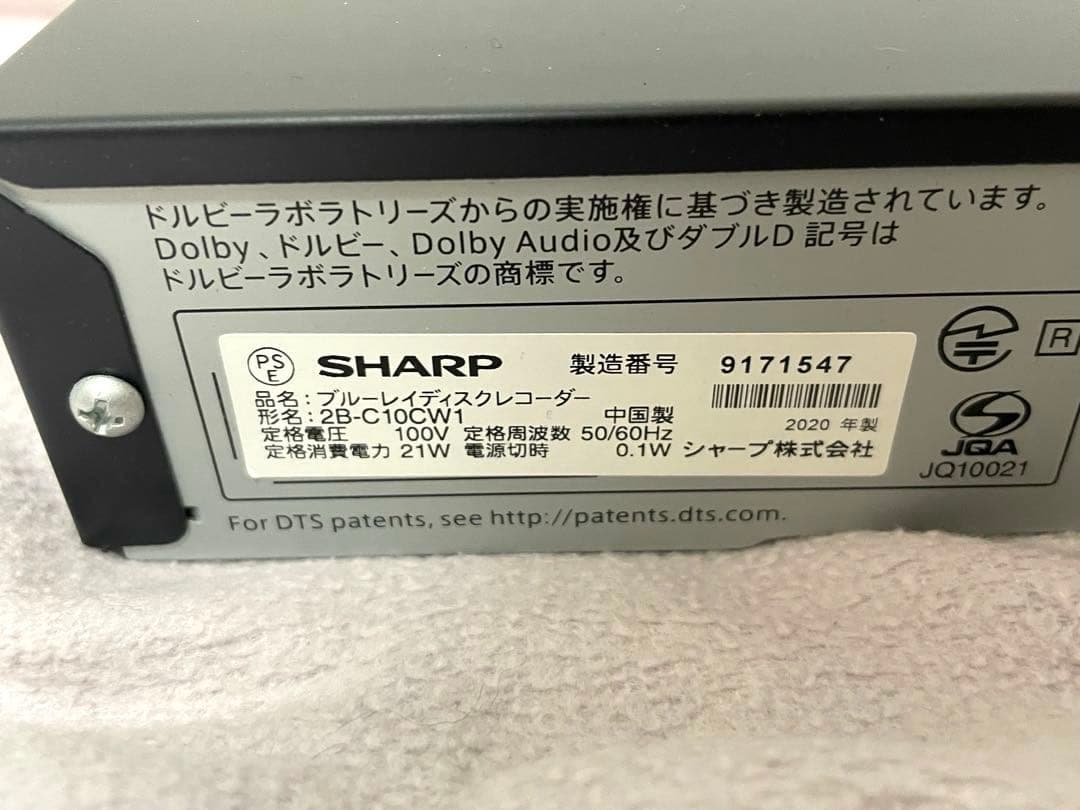 ドルビーラボラトリーズからの実施権に基づき製造されています。
Dolby、ドルビー、Dolby Audio及びダブルD 記号は
ドルビーラボラトリーズの商標です。
PSE SHARP 製造番号 9171547
品名：ブルーレイディスクレコーダー
形名：2B-C10CW1 中国製 2020 年製
定格電圧 100V 定格周波数 50/60Hz
定格消費電力 21W 電源切時 0.1W シャープ株式会社
R
JQA
JQ10021
For DTS patents, see http://patents.dts.com.